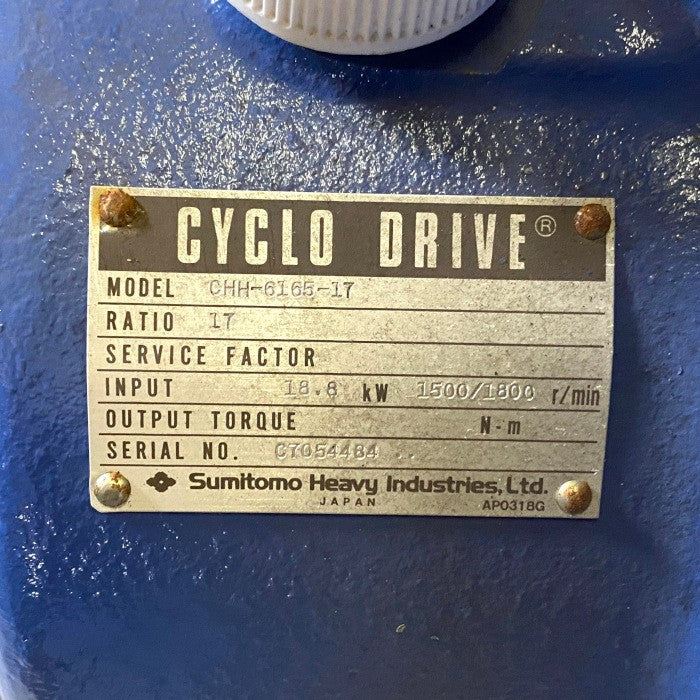 CYCLO DRIVE®
MODEL CHH-6165-17
RATIO 17
SERVICE FACTOR
INPUT 18.8 kW 1500/1800 r/min
OUTPUT TORQUE N·m
SERIAL NO. C7054484
Sumitomo Heavy Industries, Ltd.
JAPAN AP0318G